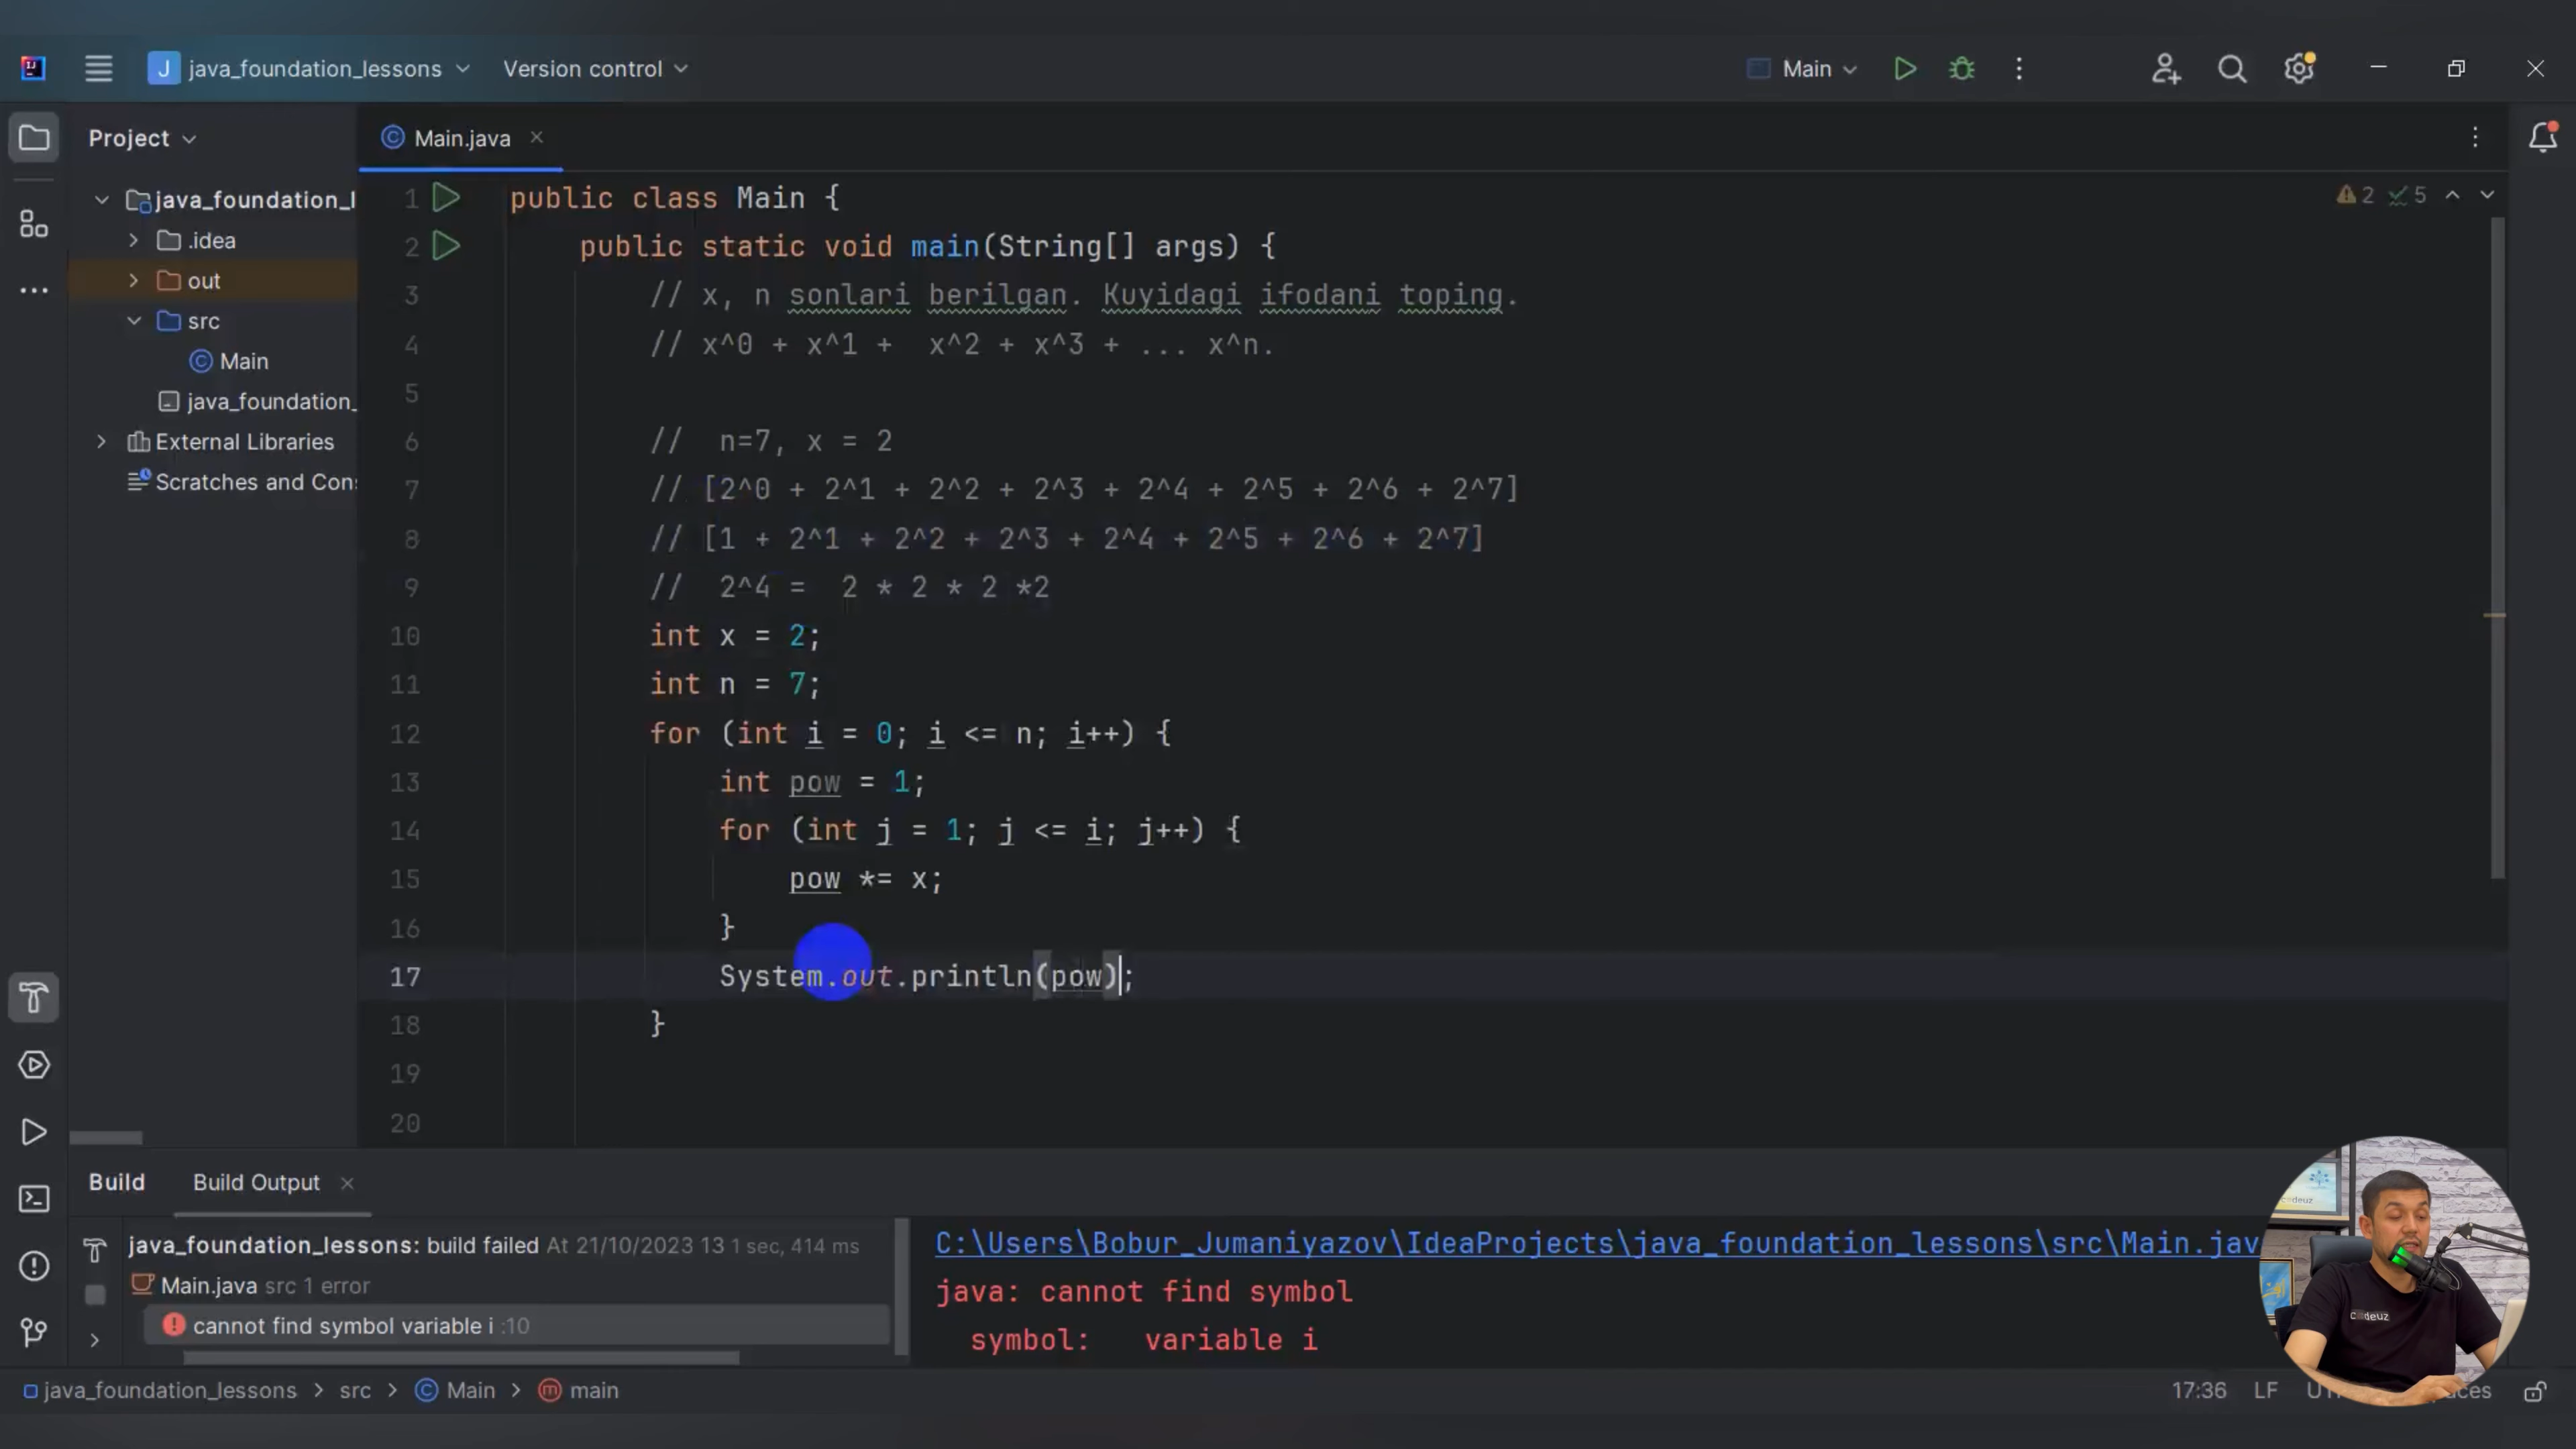 java_foundation_lessons Version control Main
Project
Main.java
java_foundation_l
.idea
out
src
Main
java_foundation_
External Libraries
Scratches and Con
2 5
1 public class Main {
2 public static void main(String[] args) {
3 // x, n sonlari berilgan. Kuyidagi ifodani toping.
4 // x^0 + x^1 +  x^2 + x^3 + ... x^n.
5
6 //  n=7, x = 2
7 // [2^0 + 2^1 + 2^2 + 2^3 + 2^4 + 2^5 + 2^6 + 2^7]
8 // [1 + 2^1 + 2^2 + 2^3 + 2^4 + 2^5 + 2^6 + 2^7]
9 //  2^4 =  2 * 2 * 2 *2
10 int x = 2;
11 int n = 7;
12 for (int i = 0; i <= n; i++) {
13 int pow = 1;
14 for (int j = 1; j <= i; j++) {
15 pow *= x;
16 }
17 System.out.println(pow);
18 }
19
20
Build Build Output
java_foundation_lessons: build failed At 21/10/2023 13 1 sec, 414 ms
Main.java src 1 error
cannot find symbol variable i :10
C:\Users\Bobur_Jumaniyazov\IdeaProjects\java_foundation_lessons\src\Main.jav
java: cannot find symbol
symbol:   variable i
java_foundation_lessons > src > Main > main
17:36 LF